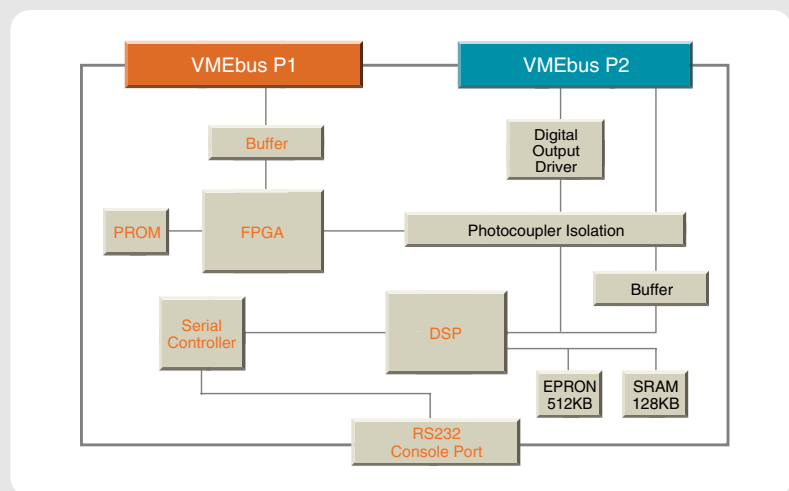 VMEbus P1
VMEbus P2
Buffer
Digital
Output
Driver
PROM
FPGA
Photocoupler Isolation
Buffer
Serial
Controller
DSP
EPRON
512KB
SRAM
128KB
RS232
Console Port